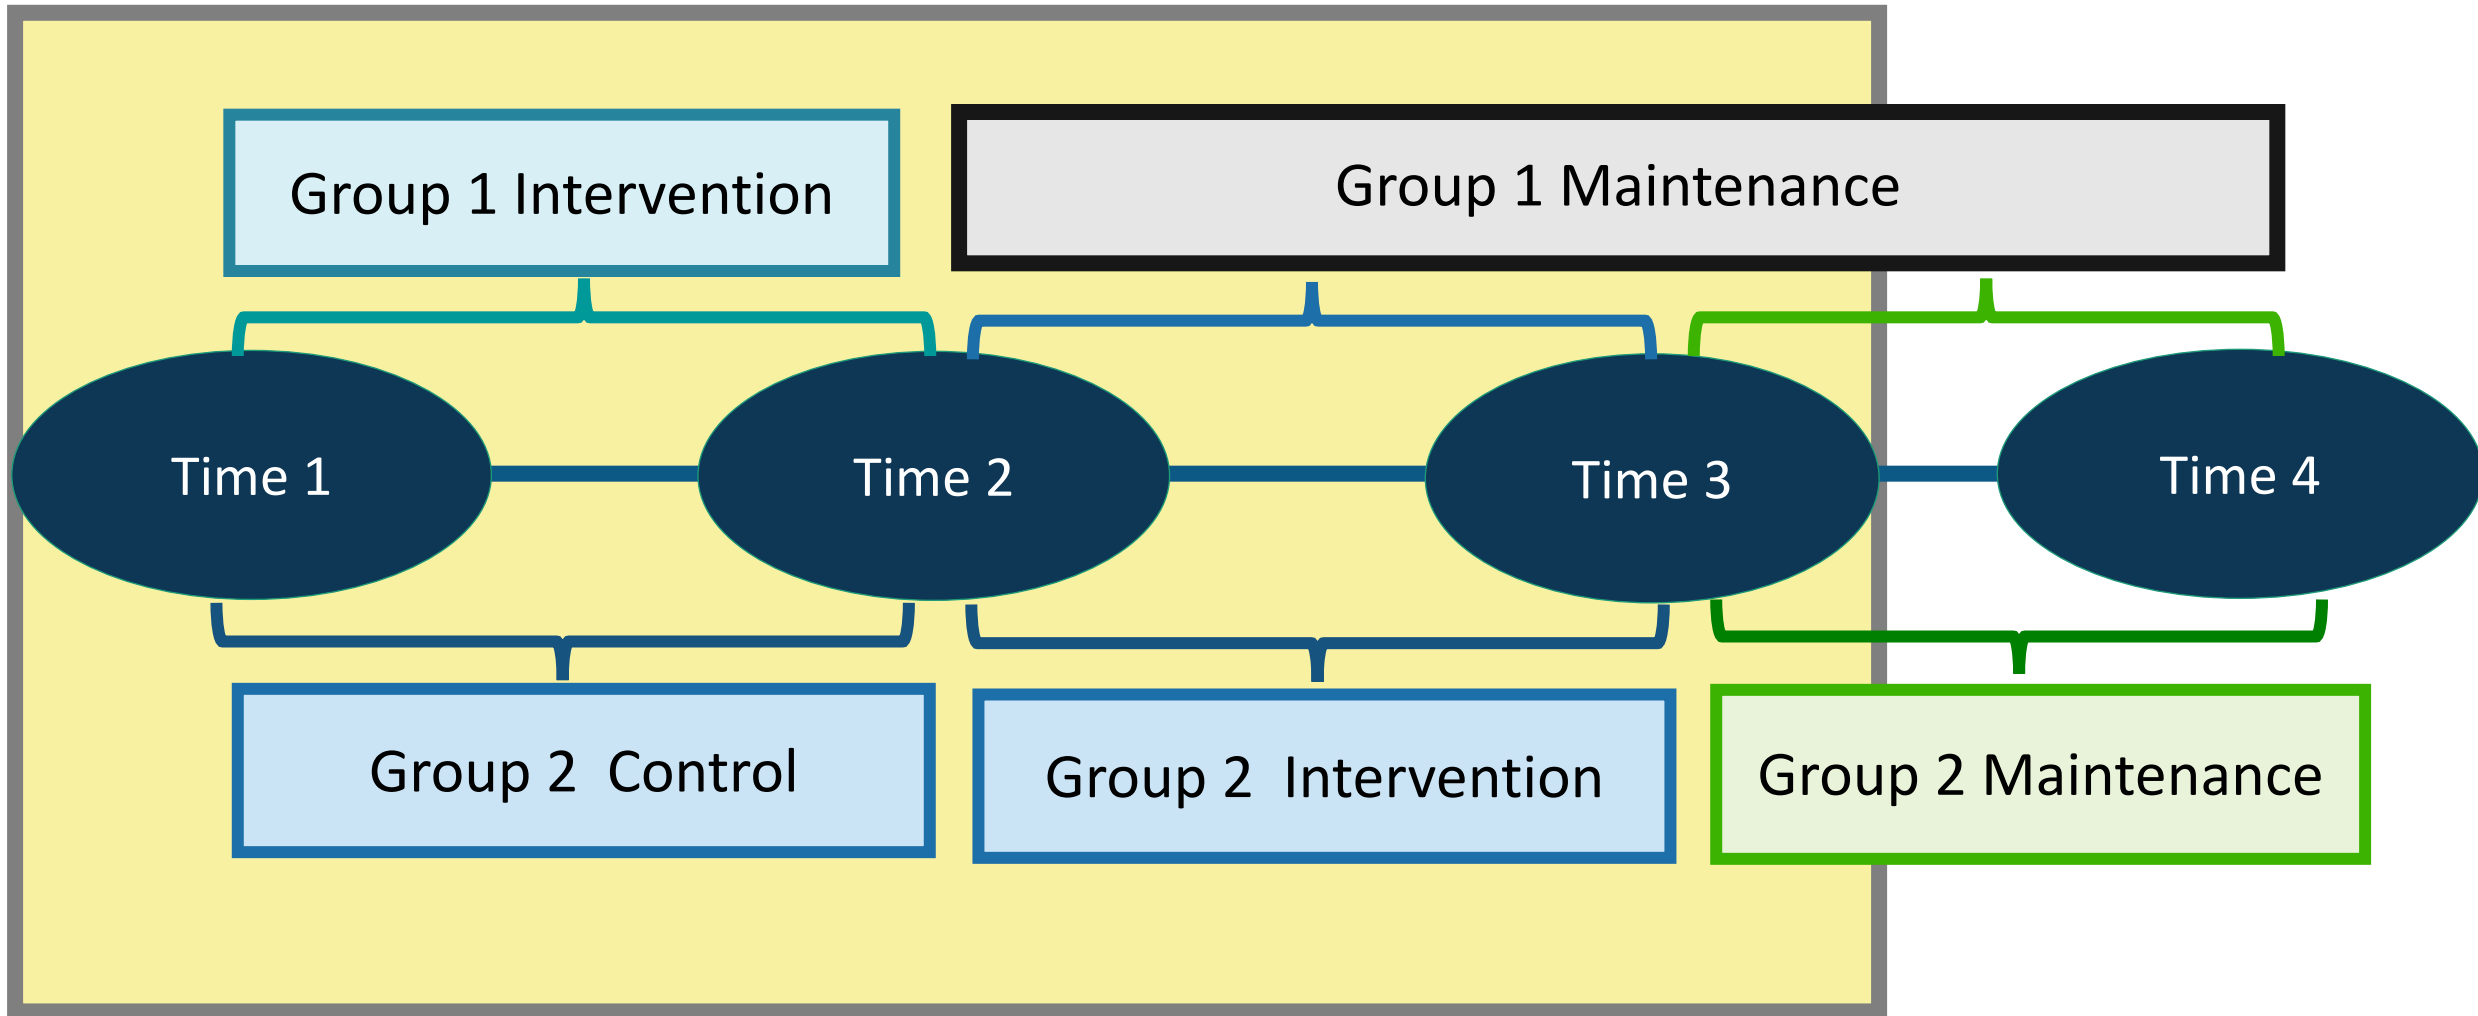 Group 1 Intervention
Group 1 Maintenance
Time 1
Time 2
Time 3
Time 4
Group 2  Control
Group 2  Intervention
Group 2 Maintenance